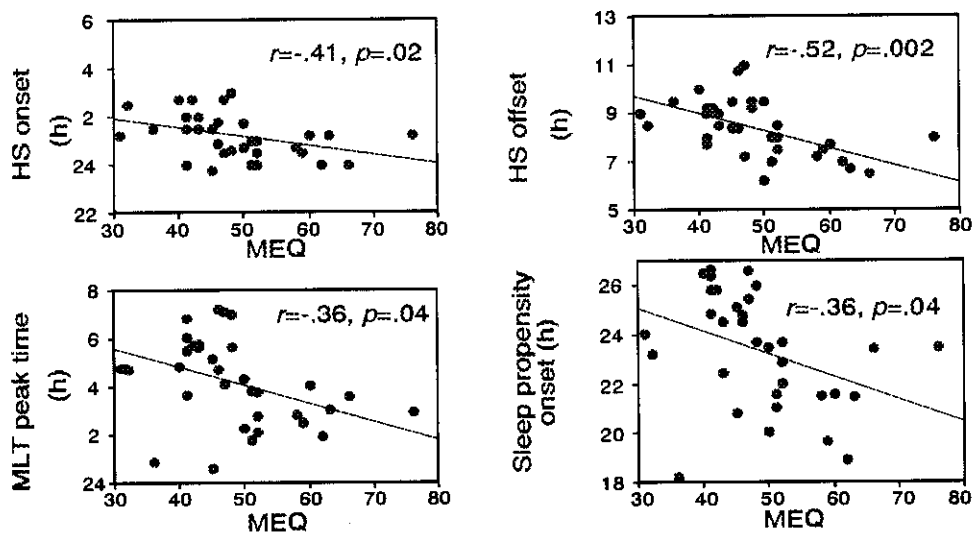 6
4
2
24
22
HS onset
(h)
r=-.41, p=.02
30 40 50 60 70 80
MEQ
13
11
9
7
5
HS offset
(h)
r=-.52, p=.002
30 40 50 60 70 80
MEQ
8
6
4
2
24
MLT peak time
(h)
r=-.36, p=.04
30 40 50 60 70 80
MEQ
26
24
22
20
18
Sleep propensity
onset (h)
r=-.36, p=.04
30 40 50 60 70 80
MEQ